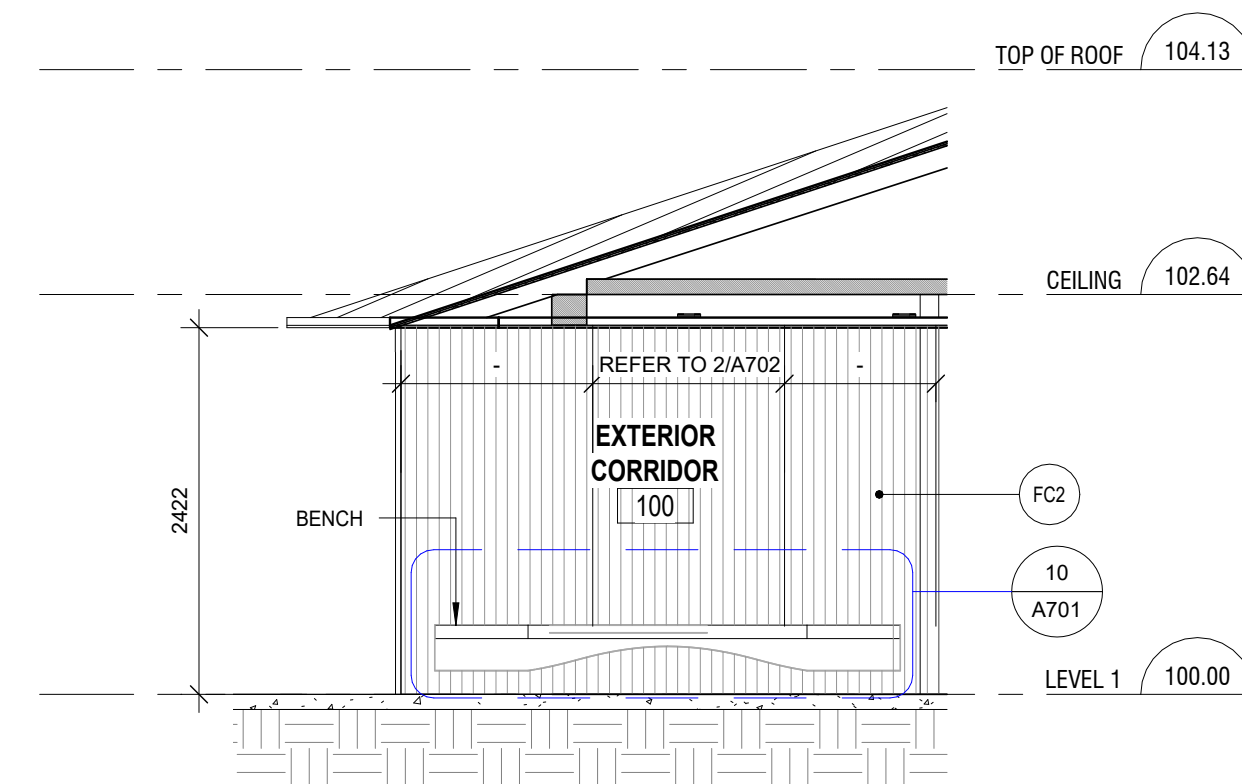 TOP OF ROOF 104.13
CEILING 102.64
- REFER TO 2/A702 -
EXTERIOR
CORRIDOR
100
2422
BENCH
FC2
10
A701
LEVEL 1 100.00